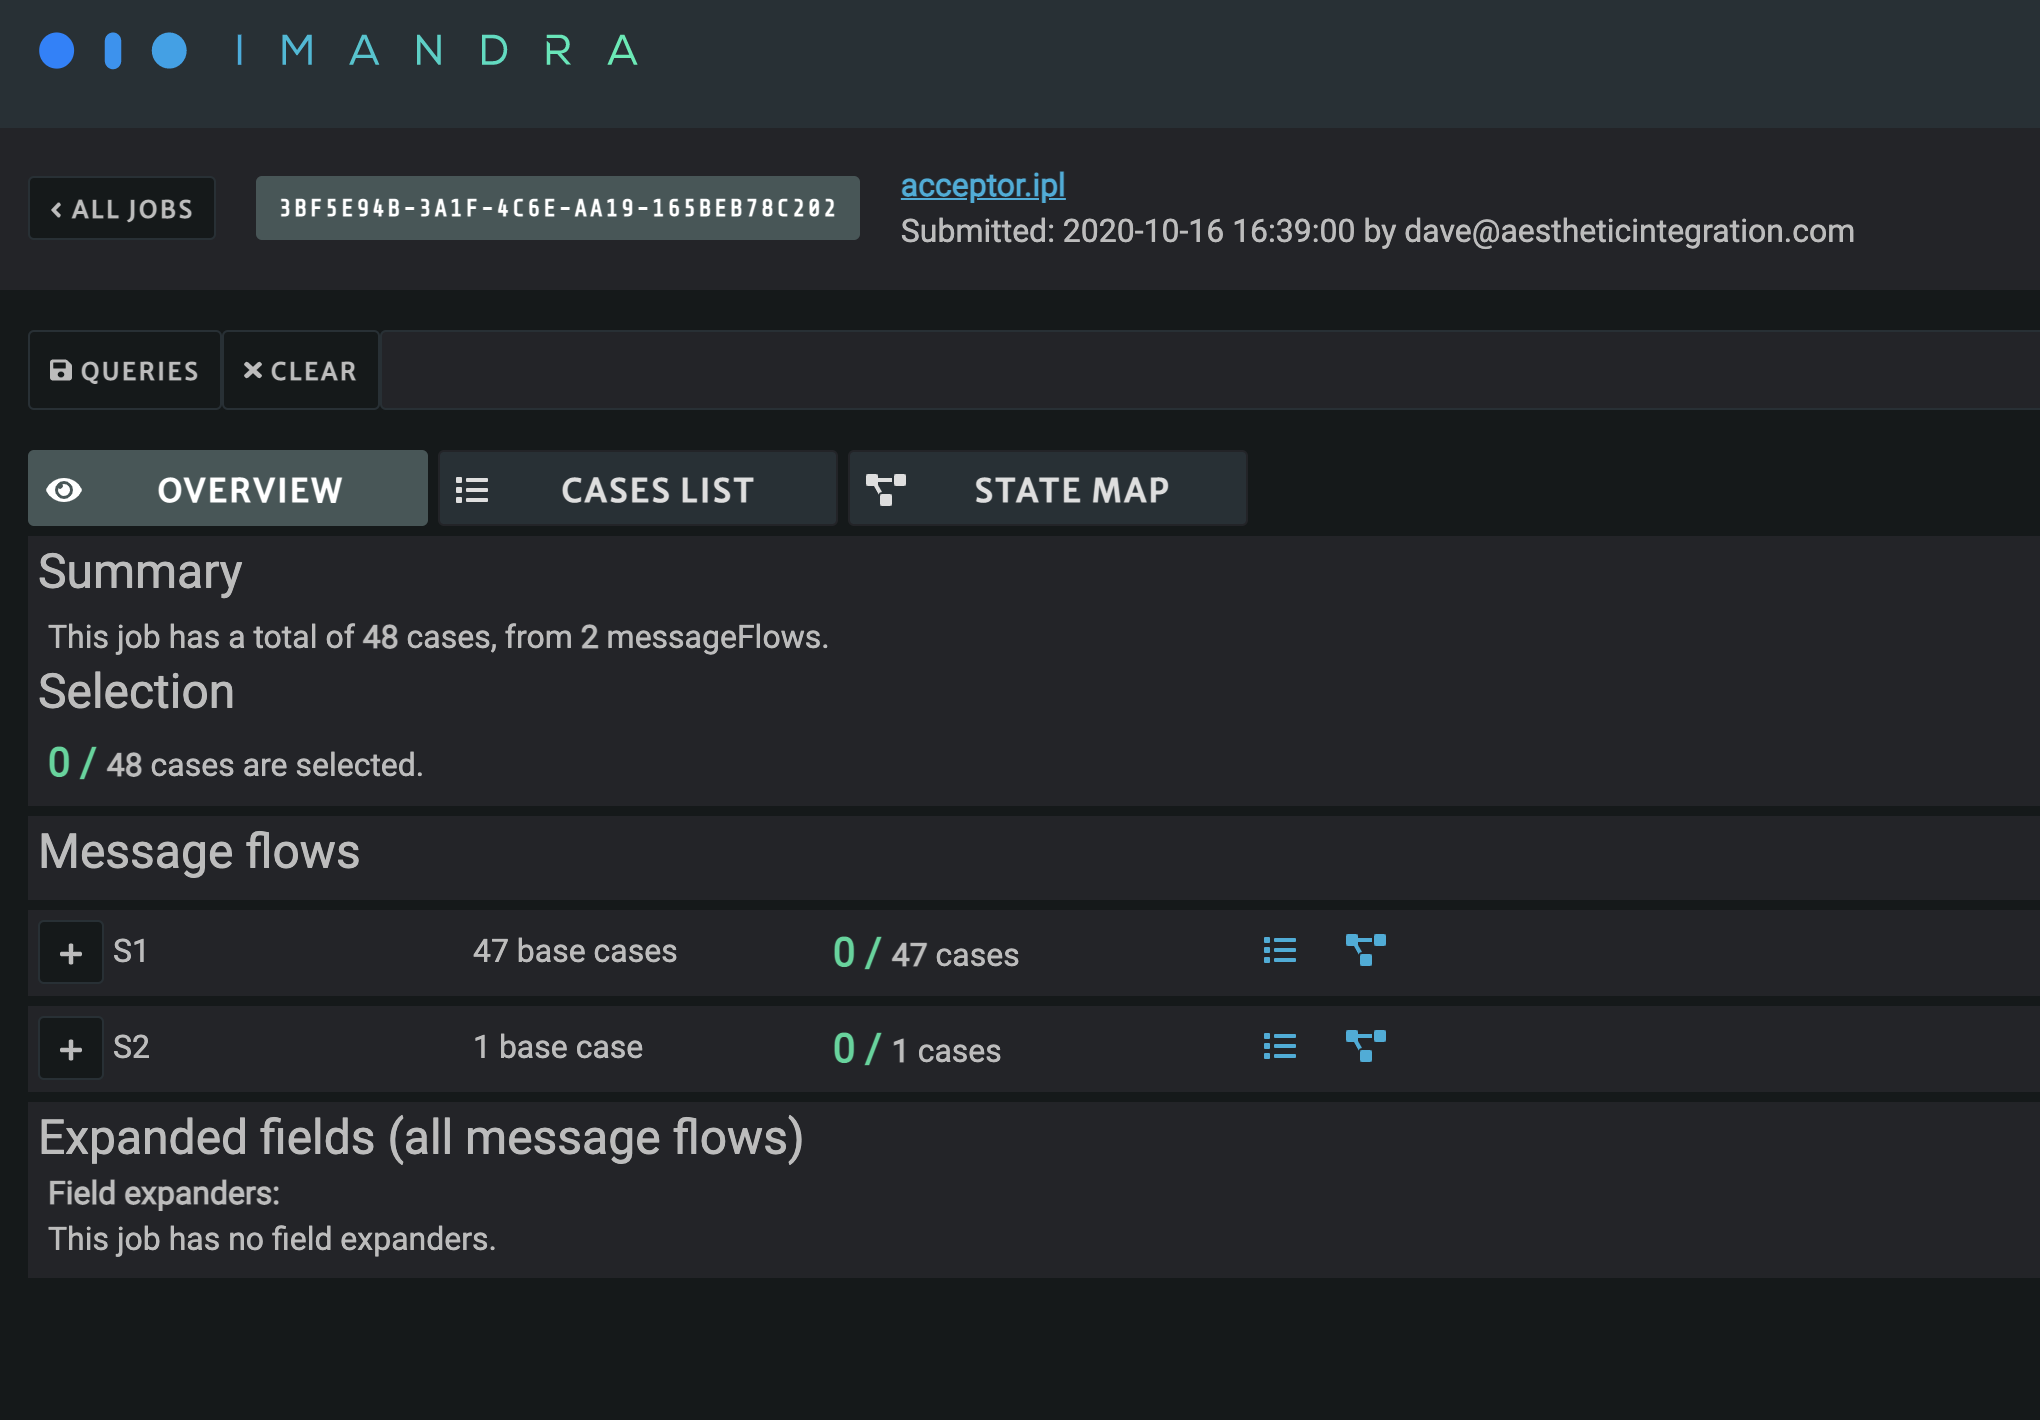 IMANDRA
ALL JOBS
3BF5E94B-3A1F-4C6E-AA19-165BEB78C202
acceptor.ipl
Submitted: 2020-10-16 16:39:00 by dave@aestheticintegration.com
QUERIES
CLEAR
OVERVIEW
CASES LIST
STATE MAP
Summary
This job has a total of 48 cases, from 2 messageFlows.
Selection
0 / 48 cases are selected.
Message flows
S1 47 base cases 0 / 47 cases
S2 1 base case 0 / 1 cases
Expanded fields (all message flows)
Field expanders:
This job has no field expanders.